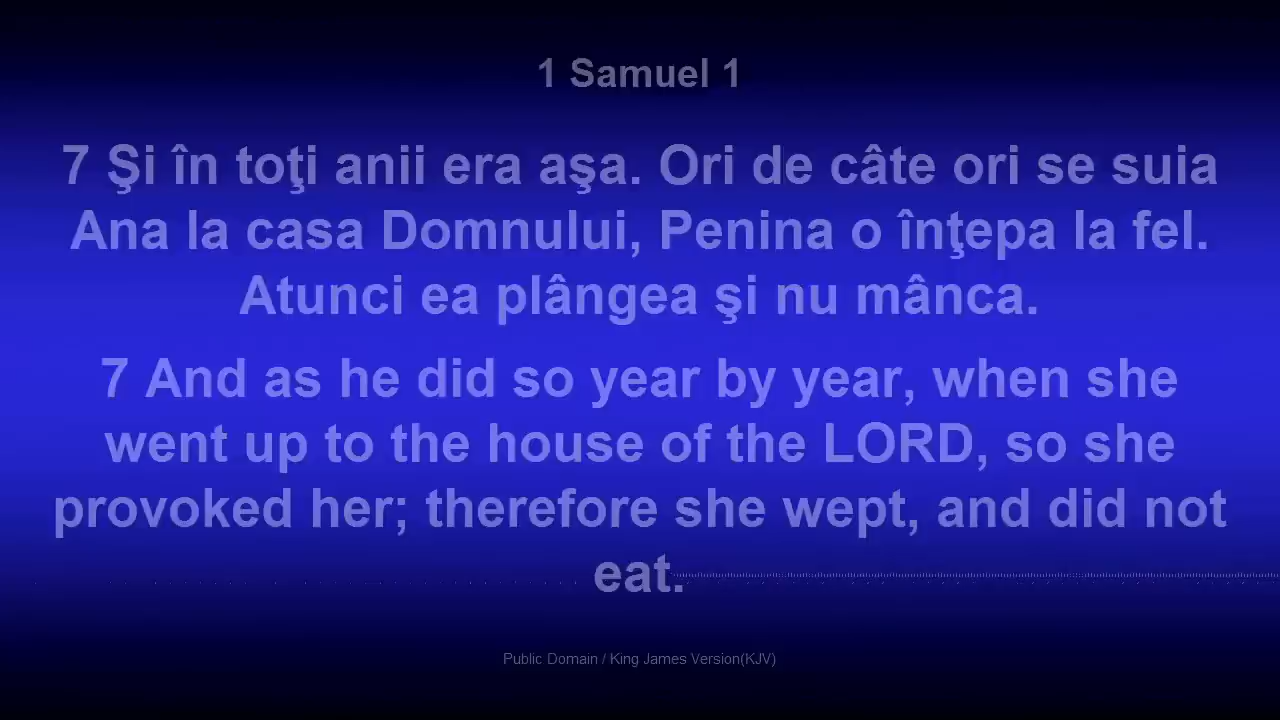 1 Samuel 1
7 Şi în toţi anii era aşa. Ori de câte ori se suia
Ana la casa Domnului, Penina o înţepa la fel.
Atunci ea plângea şi nu mânca.
7 And as he did so year by year, when she
went up to the house of the LORD, so she
provoked her; therefore she wept, and did not
eat.
Public Domain / King James Version(KJV)